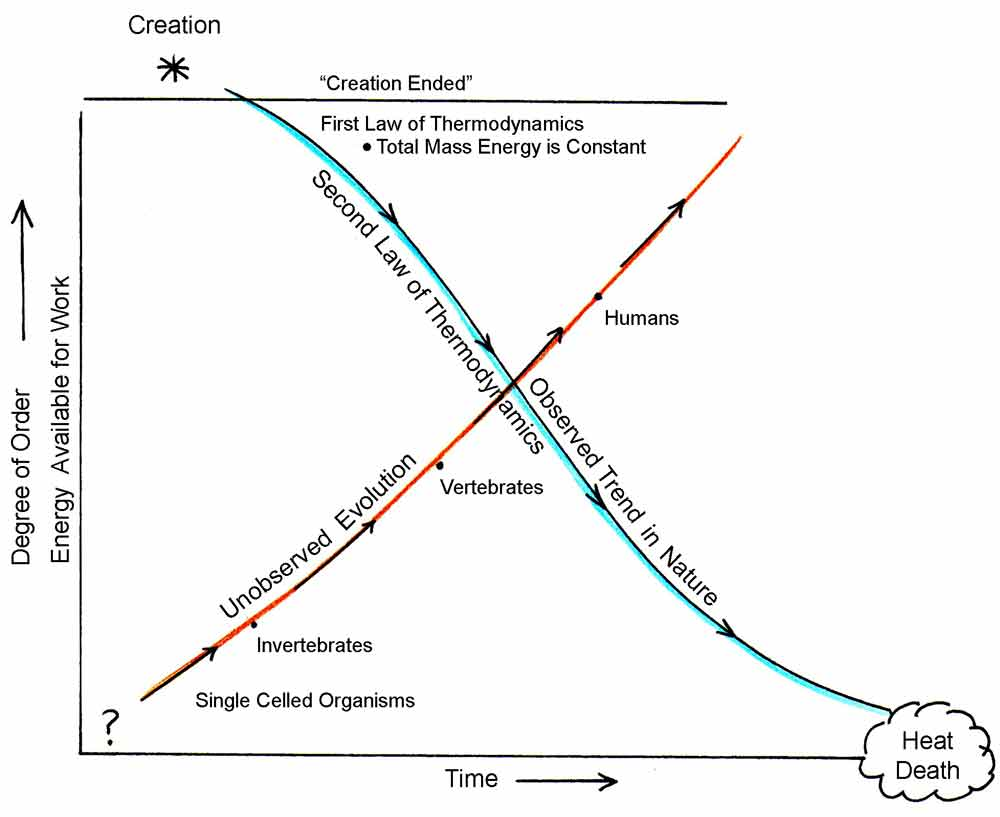 Creation
“Creation Ended”
First Law of Thermodynamics
• Total Mass Energy is Constant
Second Law of Thermodynamics
Observed Trend in Nature
Humans
Unobserved Evolution
Vertebrates
Invertebrates
Single Celled Organisms
?
Degree of Order
Energy Available for Work
Time
Heat
Death